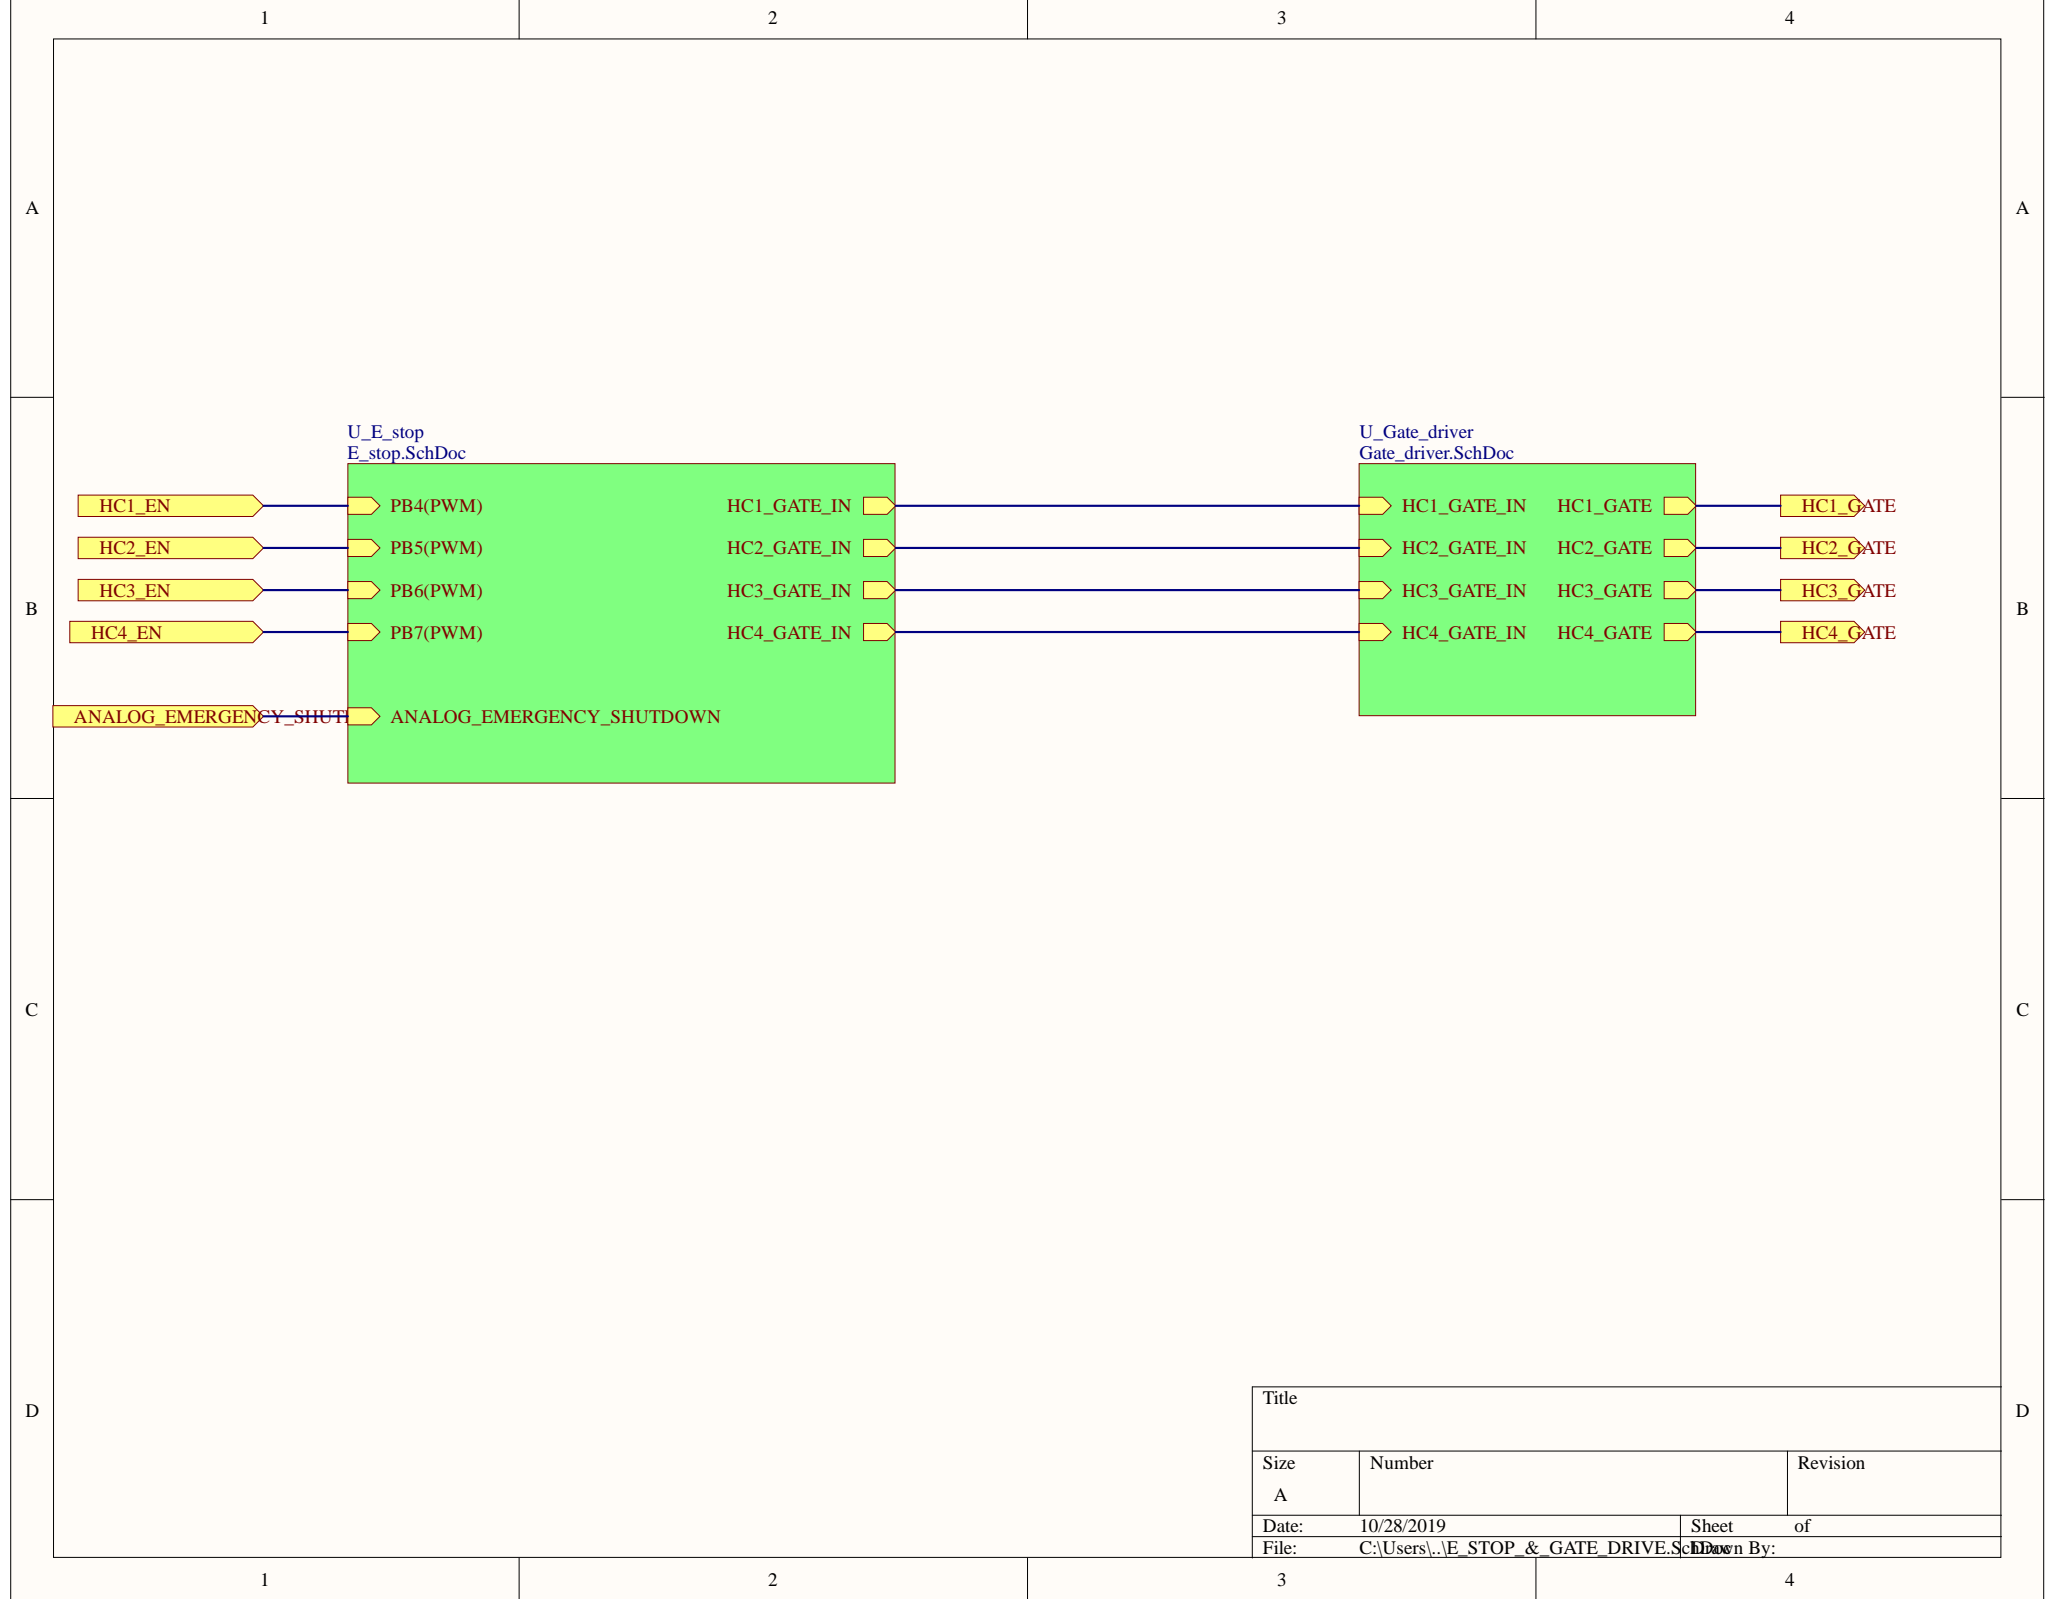 1 2 3 4
A A
U_E_stop U_Gate_driver
E_stop.SchDoc Gate_driver.SchDoc
HC1_EN PB4(PWM) HC1_GATE_IN HC1_GATE_IN HC1_GATE HC1_GATE
HC2_EN PB5(PWM) HC2_GATE_IN HC2_GATE_IN HC2_GATE HC2_GATE
HC3_EN PB6(PWM) HC3_GATE_IN HC3_GATE_IN HC3_GATE HC3_GATE
B B
HC4_EN PB7(PWM) HC4_GATE_IN HC4_GATE_IN HC4_GATE HC4_GATE
ANALOG_EMERGENCY_SHUT ANALOG_EMERGENCY_SHUTDOWN
C C
D D
Title
Size Number Revision
A
Date: 10/28/2019 Sheet of
File: C:\Users\..\E_STOP_&_GATE_DRIVE.SchDoc Drawn By:
1 2 3 4